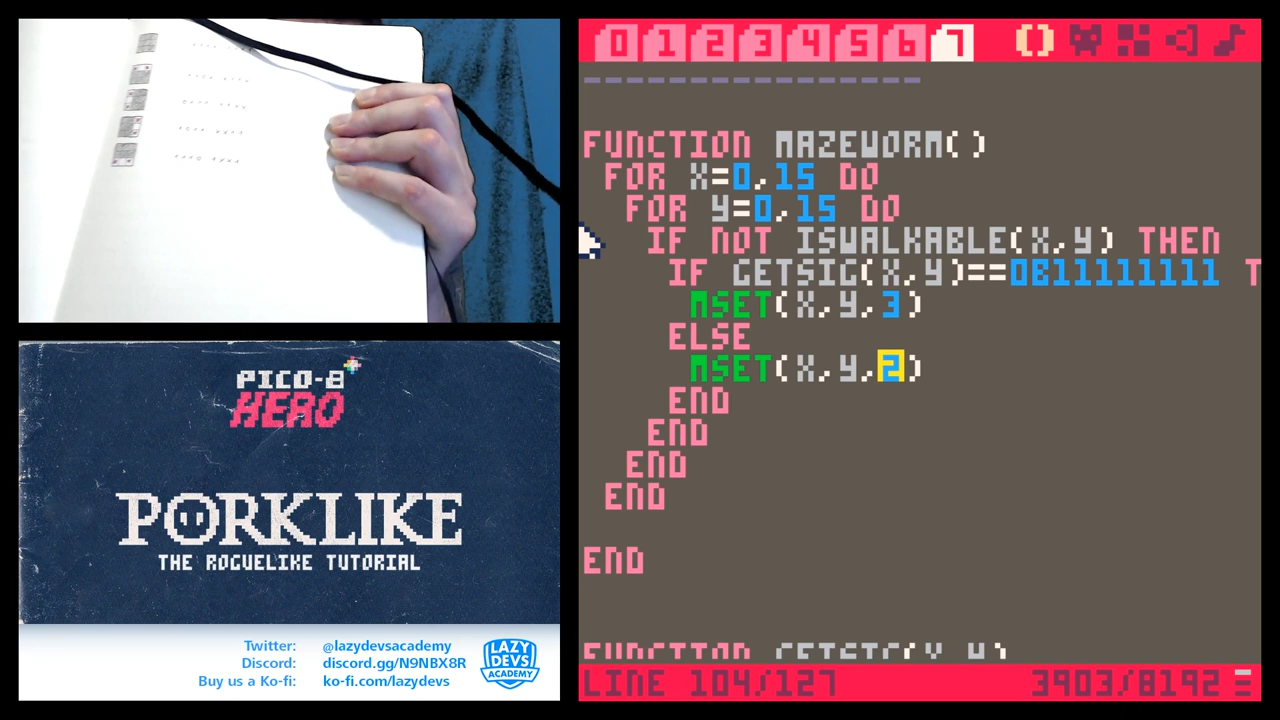 PICO-8
HERO
PORKLIKE
THE ROGUELIKE TUTORIAL
Twitter: @lazydevsacademy
Discord: discord.gg/N9NBX8R
Buy us a Ko-fi: ko-fi.com/lazydevs
LAZY
DEVS
ACADEMY
0 1 2 3 4 5 6 7 ()
----------------
FUNCTION MAZEWORM()
FOR X=0,15 DO
FOR Y=0,15 DO
IF NOT ISWALKABLE(X,Y) THEN
IF GETSIG(X,Y)==0B11111111 T
MSET(X,Y,3)
ELSE
MSET(X,Y,2)
END
END
END
END
END
FUNCTION GETSIG(X,Y)
LINE 104/127 3903/8192